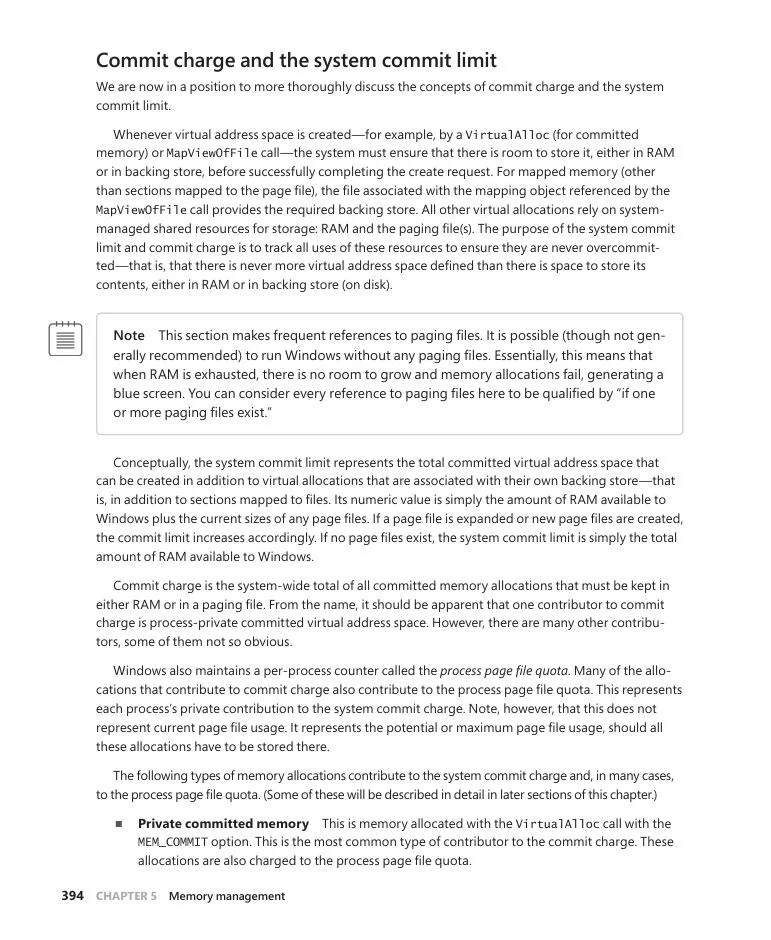 Commit charge and the system commit limit
We are now in a position to more thoroughly discuss the concepts of commit charge and the system
commit limit.
Whenever virtual address space is created—for example, by a VirtualAlloc (for committed
memory) or MapViewOfFile call—the system must ensure that there is room to store it, either in RAM
or in backing store, before successfully completing the create request. For mapped memory (other
than sections mapped to the page file), the file associated with the mapping object referenced by the
MapViewOfFile call provides the required backing store. All other virtual allocations rely on system-
managed shared resources for storage: RAM and the paging file(s). The purpose of the system commit
limit and commit charge is to track all uses of these resources to ensure they are never overcommit-
ted—that is, that there is never more virtual address space defined than there is space to store its
contents, either in RAM or in backing store (on disk).
Note This section makes frequent references to paging files. It is possible (though not gen-
erally recommended) to run Windows without any paging files. Essentially, this means that
when RAM is exhausted, there is no room to grow and memory allocations fail, generating a
blue screen. You can consider every reference to paging files here to be qualified by "if one
or more paging files exist."
Conceptually, the system commit limit represents the total committed virtual address space that
can be created in addition to virtual allocations that are associated with their own backing store—that
is, in addition to sections mapped to files. Its numeric value is simply the amount of RAM available to
Windows plus the current sizes of any page files. If a page file is expanded or new page files are created,
the commit limit increases accordingly. If no page files exist, the system commit limit is simply the total
amount of RAM available to Windows.
Commit charge is the system-wide total of all committed memory allocations that must be kept in
either RAM or in a paging file. From the name, it should be apparent that one contributor to commit
charge is process-private committed virtual address space. However, there are many other contribu-
tors, some of them not so obvious.
Windows also maintains a per-process counter called the process page file quota. Many of the allo-
cations that contribute to commit charge also contribute to the process page file quota. This represents
each process's private contribution to the system commit charge. Note, however, that this does not
represent current page file usage. It represents the potential or maximum page file usage, should all
these allocations have to be stored there.
The following types of memory allocations contribute to the system commit charge and, in many cases,
to the process page file quota. (Some of these will be described in detail in later sections of this chapter.)
■ Private committed memory This is memory allocated with the VirtualAlloc call with the
MEM_COMMIT option. This is the most common type of contributor to the commit charge. These
allocations are also charged to the process page file quota.
394 CHAPTER 5 Memory management